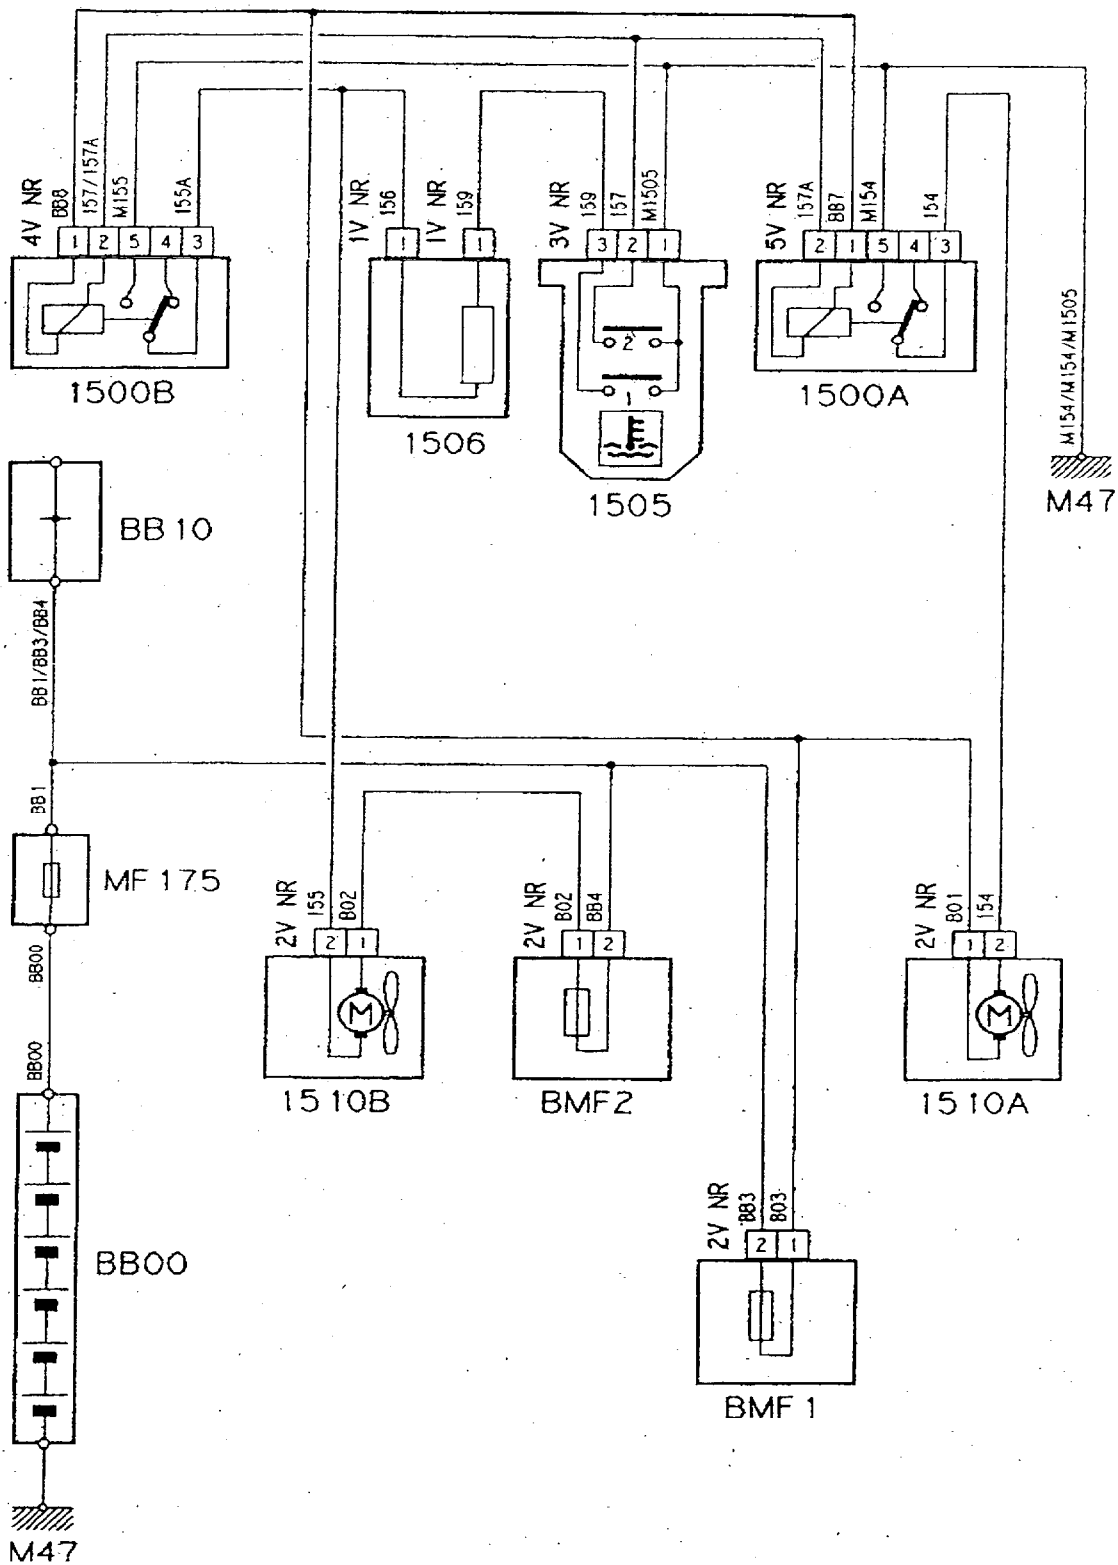 4V NR
BB8
157/157A
M155
155A
1 2 5 4 3
1500B
1V NR
156
1
1V NR
159
1
1506
3V NR
159
157
M1505
3 2 1
2
1
1505
5V NR
157A
BB7
M154
154
2 1 5 4 3
1500A
M154/M154/M1505
M47
BB10
BB1/BB3/BB4
BB1
MF175
BB00
BB00
BB00
M47
2V NR
155
B02
2 1
M
1510B
2V NR
B02
BB4
1 2
BMF2
2V NR
B01
154
1 2
M
1510A
2V NR
BB3
B03
2 1
BMF1